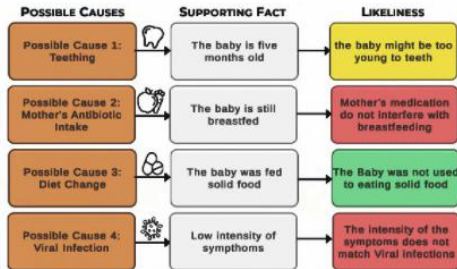 POSSIBLE CAUSES
SUPPORTING FACT
LIKELINESS
Possible Cause 1:
Teething
The baby is five
months old
the baby might be too
young to teeth
Possible Cause 2:
Mother's Antibiotic
Intake
The baby is still
breastfed
Mother's medication
do not interfere with
breastfeeding
Possible Cause 3:
Diet Change
The baby was fed
solid food
The Baby was not used
to eating solid food
Possible Cause 4:
Viral Infection
Low intensity of
sympthoms
The intensity of the
symptoms does not
match Viral infections